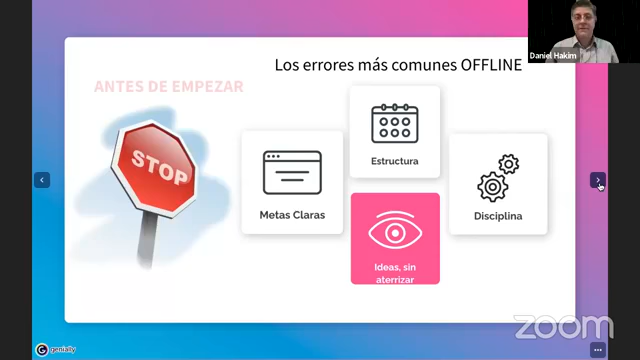 Los errores más comunes OFFLINE
Daniel Hakim
ANTES DE EMPEZAR
STOP
Estructura
Metas Claras
Disciplina
Ideas, sin
aterrizar
zoom
genially